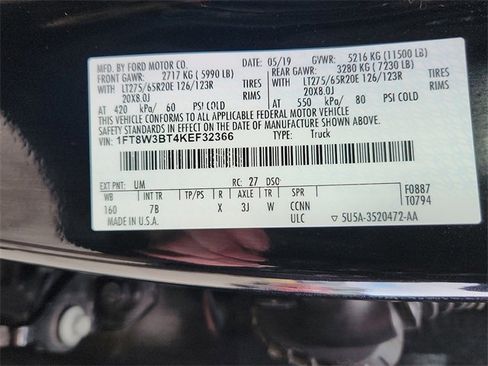 MFD. BY FORD MOTOR CO. DATE: 05/19 GVWR: 5216 KG (11500 LB)
FRONT GAWR: 2717 KG (5990 LB) REAR GAWR: 3280 KG (7230 LB)
WITH LT275/65R20E 126/123R TIRES WITH LT275/65R20E 126/123R TIRES
20X8.0J RIMS 20X8.0J RIMS
AT 420 kPa/ 60 PSI COLD AT 550 kPa/ 80 PSI COLD
THIS VEHICLE CONFORMS TO ALL APPLICABLE FEDERAL MOTOR VEHICLE
SAFETY STANDARDS IN EFFECT ON THE DATE OF MANUFACTURE SHOWN ABOVE.
VIN: 1FT8W3BT4KEF32366 TYPE: Truck
EXT PNT: UM RC: 27 DSO:
WB INT TR TP/PS R AXLE TR SPR
160 7B X 3J W CCNN
MADE IN U.S.A. ULC
F0887
T0794
5U5A-3520472-AA